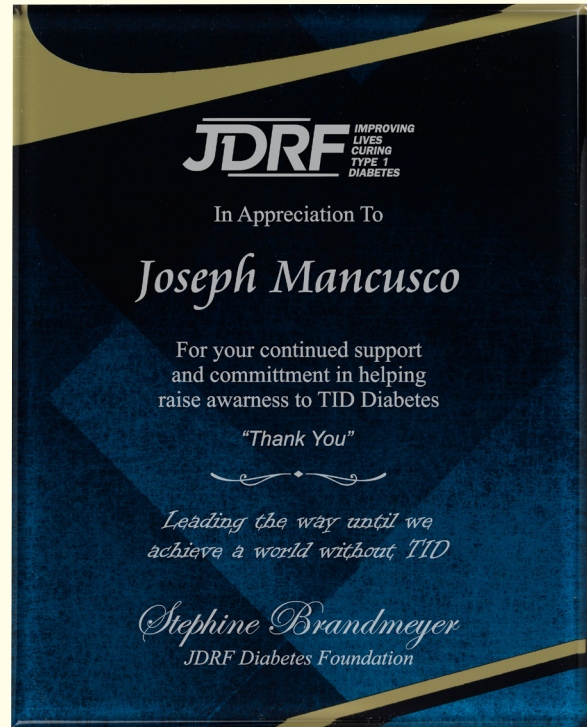 JDRF
IMPROVING
LIVES
CURING
TYPE 1
DIABETES
In Appreciation To
Joseph Mancusco
For your continued support
and committment in helping
raise awarness to TID Diabetes
“Thank You”
Leading the way until we
achieve a world without TID
Stephine Brandmeyer
JDRF Diabetes Foundation